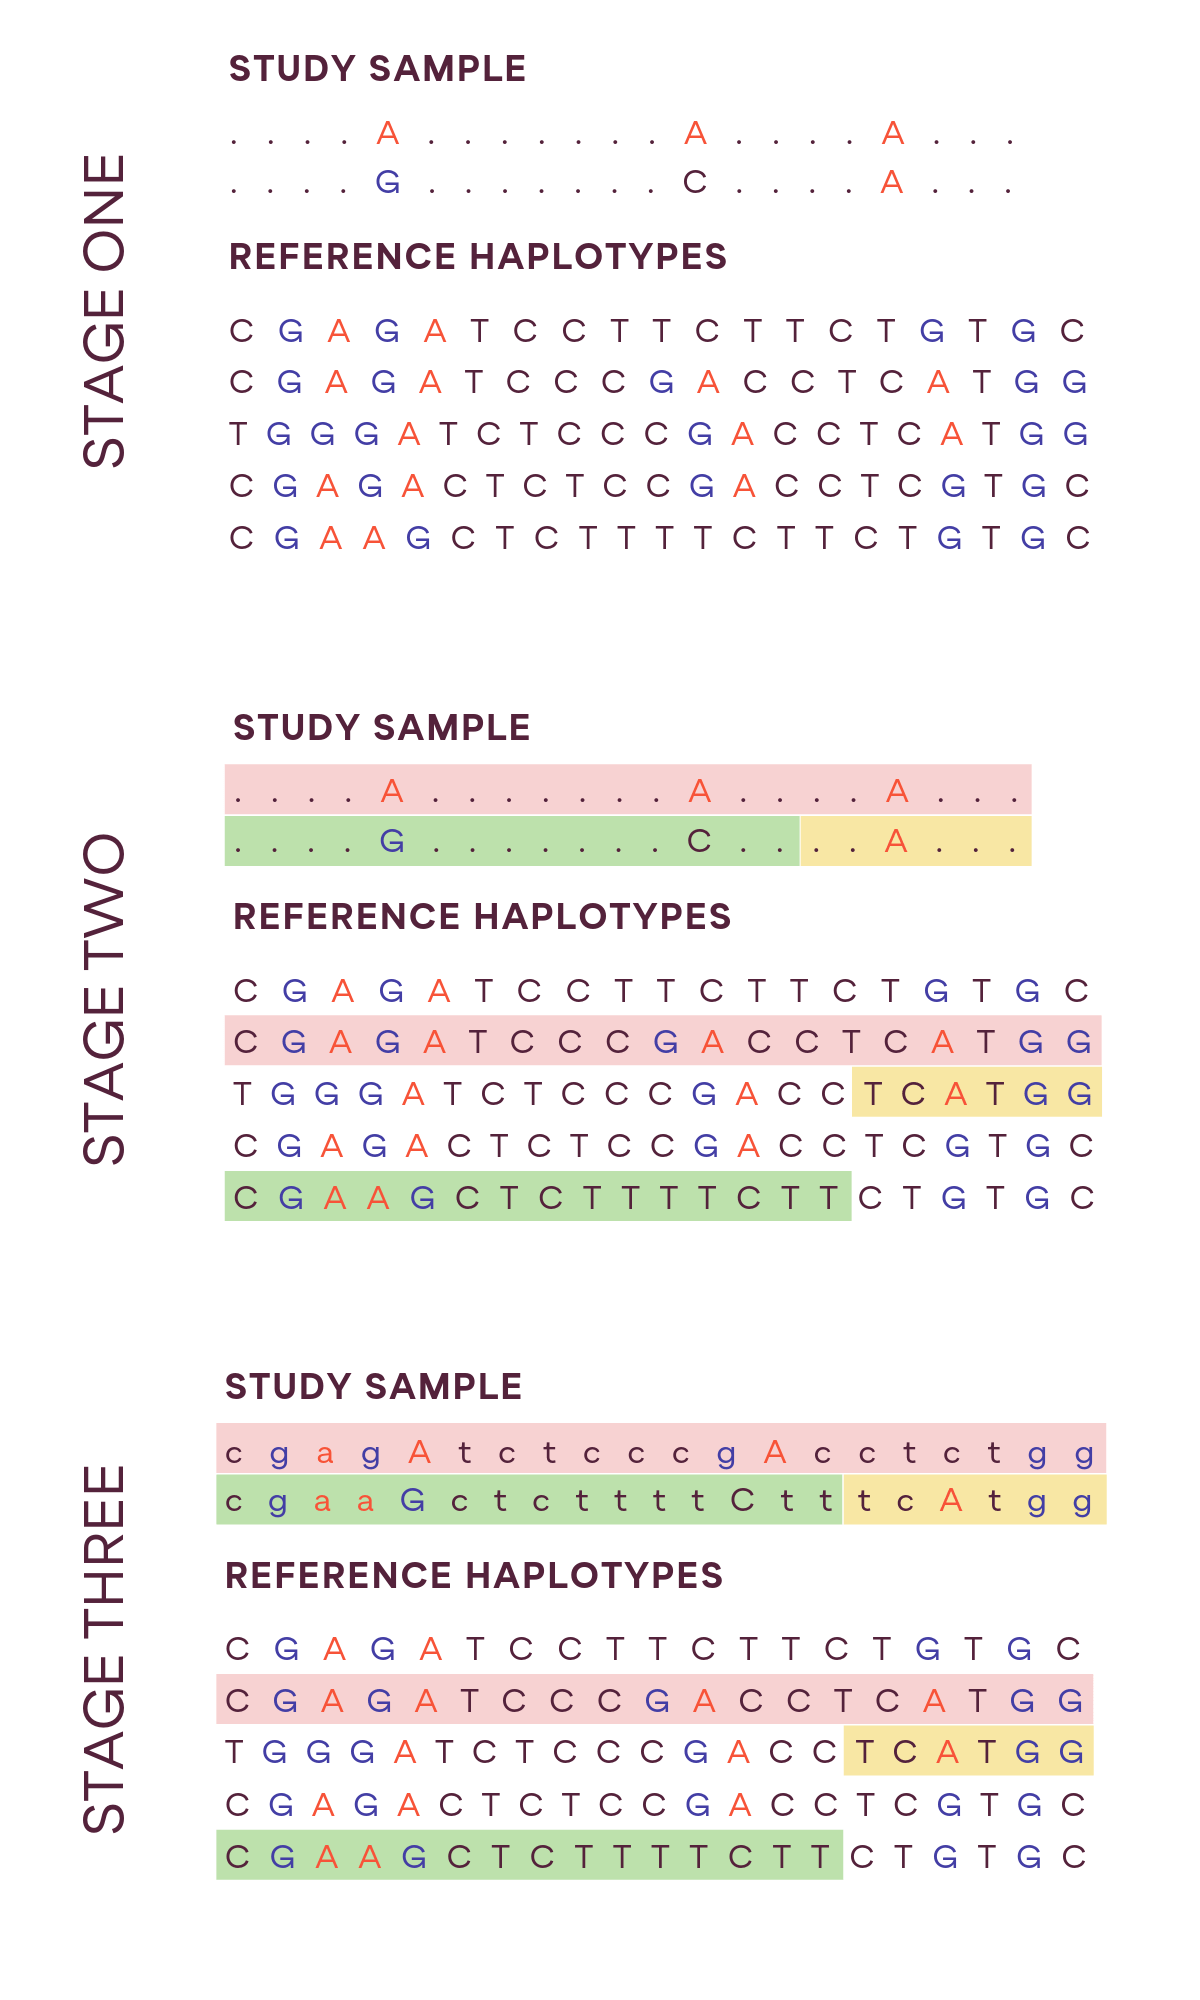 STAGE ONE
STUDY SAMPLE
. . . . A . . . . . . . A . . . . A . . .
. . . . G . . . . . . . C . . . . A . . .
REFERENCE HAPLOTYPES
C G A G A T C C T T C T T C T G T G C
C G A G A T C C C G A C C T C A T G G
T G G G A T C T C C C G A C C T C A T G G
C G A G A C T C T C C G A C C T C G T G C
C G A A G C T C T T T T C T T C T G T G C
STAGE TWO
STUDY SAMPLE
. . . . A . . . . . . . A . . . . A . . .
. . . . G . . . . . . . C . . . . A . . .
REFERENCE HAPLOTYPES
C G A G A T C C T T C T T C T G T G C
C G A G A T C C C G A C C T C A T G G
T G G G A T C T C C C G A C C T C A T G G
C G A G A C T C T C C G A C C T C G T G C
C G A A G C T C T T T T C T T C T G T G C
STAGE THREE
STUDY SAMPLE
c g a g A t c t c c c g A c c t c t g g
c g a a G c t c t t t t C t t t c A t g g
REFERENCE HAPLOTYPES
C G A G A T C C T T C T T C T G T G C
C G A G A T C C C G A C C T C A T G G
T G G G A T C T C C C G A C C T C A T G G
C G A G A C T C T C C G A C C T C G T G C
C G A A G C T C T T T T C T T C T G T G C